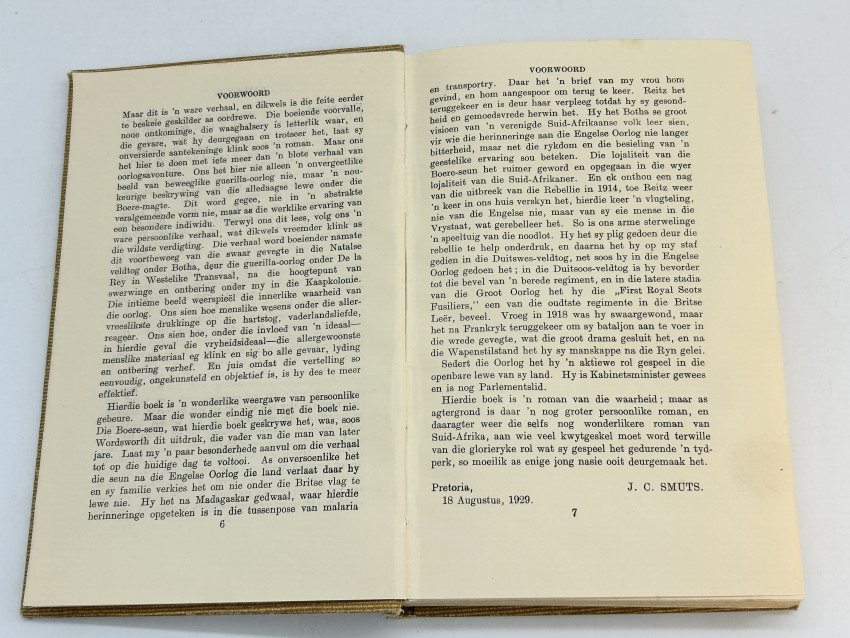 VOORWOORD
Maar dit is 'n ware verhaal, en dikwels is die feite eerder
te beskeie geskilder as oordrewe. Die boeiende voorvalle,
noue ontkominge, die waaghalsery is letterlik waar, en
die gevare, wat hy deurgegaan en trotseer het, laat sy
onversierde aantekeninge klink soos 'n roman. Maar ons
het hier te doen met iets meer dan 'n blote verhaal van
oorlogsavonture. Ons het hier nie alleen 'n onvergeetlike
beeld van beweeglike guerilla-oorlog nie, maar 'n nou-
keurige beskrywing van die alledaagse lewe onder die
Boere-magte. Dit word gegee, nie in 'n abstrakte
veralgemeende vorm nie, maar as die werklike ervaring van
een besondere indiwidu. Terwyl ons dit lees, volg ons 'n
ware persoonlike verhaal, wat dikwels vreemder klink as
die wildste verdigting. Die verhaal word boeiender namate
dit voortbeweeg van die swaar gevegte in die Natalse
veldtog onder Botha, deur die guerilla-oorlog onder De la
Rey in Westelike Transvaal, na die hoogtepunt van
swerwinge en ontbering onder my in die Kaapkolonie.
Die intieme beeld weerspieël die innerlike waarheid van
die oorlog. Ons sien hoe menslike wesens onder die aller-
vreeslikste drukkinge op die hartstog, vaderlandsliefde,
reageer. Ons sien hoe, onder die invloed van 'n ideaal—
in hierdie geval die vryheidsideaal—die allergewoonste
menslike materiaal eg klink en sig bo alle gevaar, lyding
en ontbering verhef. En juis omdat die vertelling so
eenvoudig, ongekunsteld en objektief is, is hy des te meer
effektief.
Hierdie boek is 'n wonderlike weergawe van persoonlike
gebeure. Maar die wonder eindig nie met die boek nie.
Die Boere-seun, wat hierdie boek geskrywe het, was, soos
Wordsworth dit uitdruk, die vader van die man van later
jare. Laat my 'n paar besonderhede aanvul om die verhaal
tot op die huidige dag te voltooi. As onversoenlike het
die seun na die Engelse Oorlog die land verlaat daar hy
en sy familie verkies het om nie onder die Britse vlag te
lewe nie. Hy het na Madagaskar gedwaal, waar hierdie
herinneringe opgeteken is in die tussenpose van malaria
6
VOORWOORD
en transportry. Daar het 'n brief van my vrou hom
gevind, en hom aangespoor om terug te keer. Reitz het
teruggekeer en is deur haar verpleeg totdat hy sy gesond-
heid en gemoedsvrede herwin het. Hy het Botha se groot
visioen van 'n verenigde Suid-Afrikaanse volk leer sien,
vir wie die herinneringe aan die Engelse Oorlog nie langer
bitterheid, maar net die rykdom en die besieling van 'n
geestelike ervaring sou beteken. Die lojaliteit van die
Boere-seun het ruimer geword en opgegaan in die wyer
lojaliteit van die Suid-Afrikaner. En ek onthou een nag
van die uitbreek van die Rebellie in 1914, toe Reitz weer
'n keer in ons huis verskyn het, hierdie keer 'n vlugteling,
nie van die Engelse nie, maar van sy eie mense in die
Vrystaat, wat gerebelleer het. So is ons arme sterwelinge
'n speeltuig van die noodlot. Hy het sy plig gedoen deur die
rebellie te help onderdruk, en daarna het hy op my staf
gedien in die Duitswes-veldtog, net soos hy in die Engelse
Oorlog gedoen het; in die Duitsoos-veldtog is hy bevorder
tot die bevel van 'n berede regiment, en in die latere stadia
van die Groot Oorlog het hy die „First Royal Scots
Fusiliers,” een van die oudste regimente in die Britse
Leër, beveel. Vroeg in 1918 was hy swaargewond, maar
het na Frankryk teruggekeer om sy bataljon aan te voer in
die wrede gevegte, wat die groot drama gesluit het, en na
die Wapenstilstand het hy sy manskappe na die Ryn gelei.
Sedert die Oorlog het hy 'n aktiewe rol gespeel in die
openbare lewe van sy land. Hy is Kabinetsminister gewees
en is nog Parlementslid.
Hierdie boek is 'n roman van die waarheid; maar as
agtergrond is daar 'n nog groter persoonlike roman, en
daaragter weer die selfs nog wonderlikere roman van
Suid-Afrika, aan wie veel kwytgeskel moet word terwille
van die glorieryke rol wat sy gespeel het gedurende 'n tyd-
perk, so moeilik as enige jong nasie ooit deurgemaak het.
Pretoria, J. C. SMUTS.
18 Augustus, 1929.
7